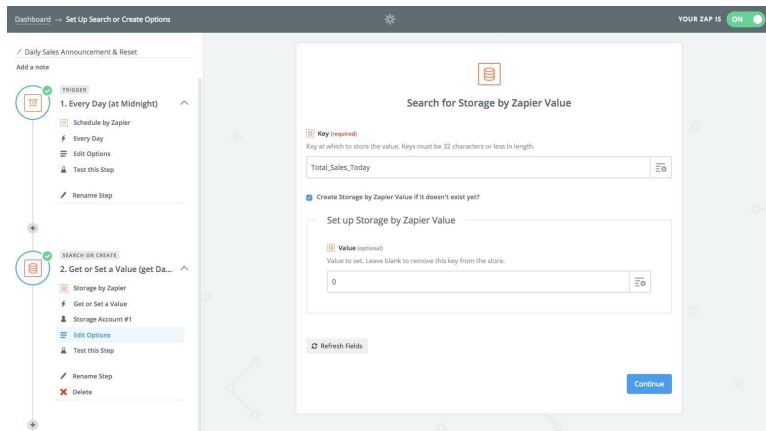 Dashboard → Set Up Search or Create Options
YOUR ZAP IS ON
Daily Sales Announcement & Reset
Add a note
TRIGGER
1. Every Day (at Midnight)
Schedule by Zapier
Every Day
Edit Options
Test this Step
Rename Step
SEARCH OR CREATE
2. Get or Set a Value (get Da...
Storage by Zapier
Get or Set a Value
Storage Account #1
Edit Options
Test this Step
Rename Step
Delete
Search for Storage by Zapier Value
Key (required)
Key at which to store the value. Keys must be 32 characters or less in length.
Total_Sales_Today
Create Storage by Zapier Value if it doesn't exist yet?
Set up Storage by Zapier Value
Value (optional)
Value to set. Leave blank to remove this key from the store.
0
Refresh Fields
Continue